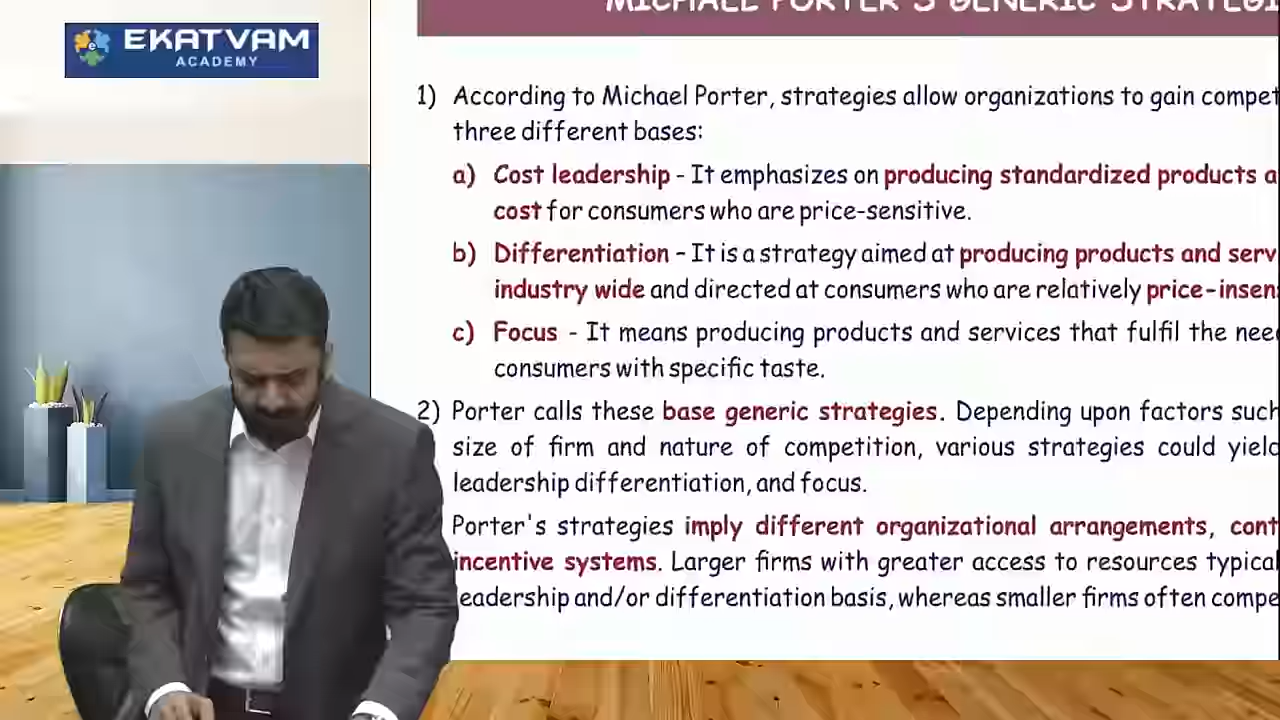 EKATVAM
ACADEMY
MICHAEL PORTER'S GENERIC STRATEGI
1) According to Michael Porter, strategies allow organizations to gain compet
three different bases:
a) Cost leadership - It emphasizes on producing standardized products a
cost for consumers who are price-sensitive.
b) Differentiation - It is a strategy aimed at producing products and serv
industry wide and directed at consumers who are relatively price-insen
c) Focus - It means producing products and services that fulfil the nee
consumers with specific taste.
2) Porter calls these base generic strategies. Depending upon factors such
size of firm and nature of competition, various strategies could yield
leadership differentiation, and focus.
Porter's strategies imply different organizational arrangements, cont
incentive systems. Larger firms with greater access to resources typical
leadership and/or differentiation basis, whereas smaller firms often compe